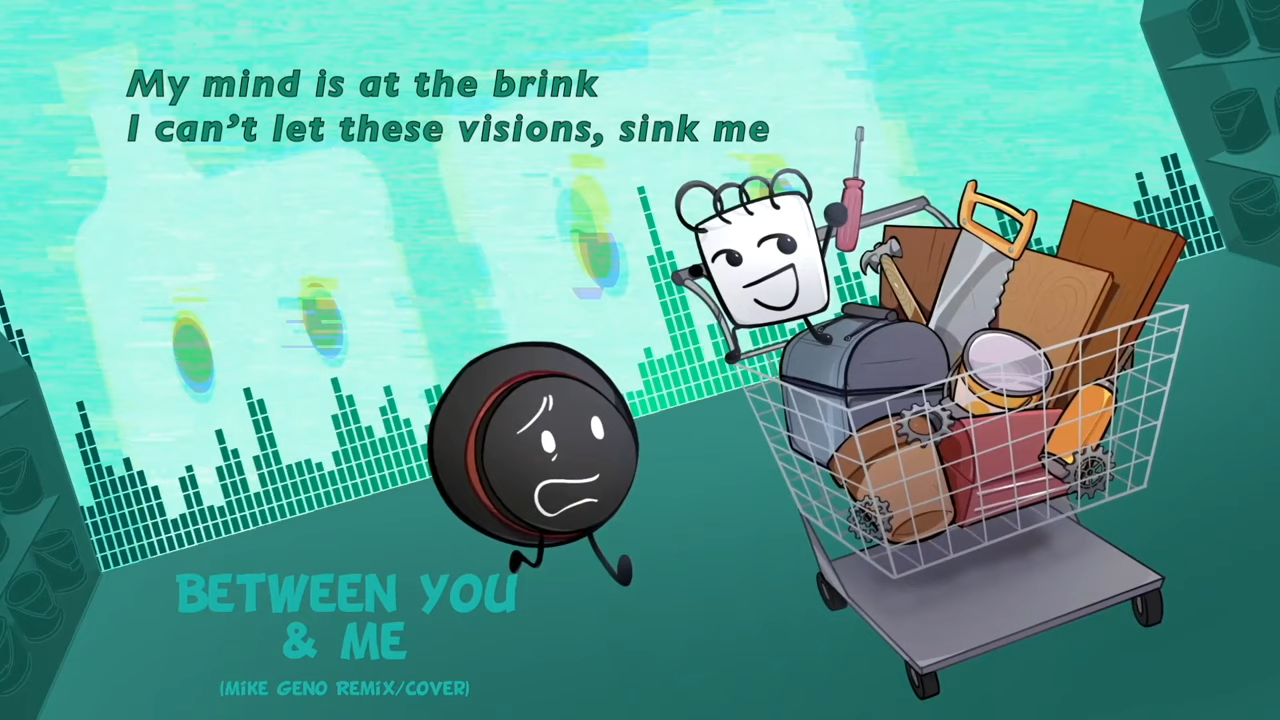 My mind is at the brink
I can't let these visions, sink me
BETWEEN YOU
& ME
(MIKE GENO REMIX/COVER)